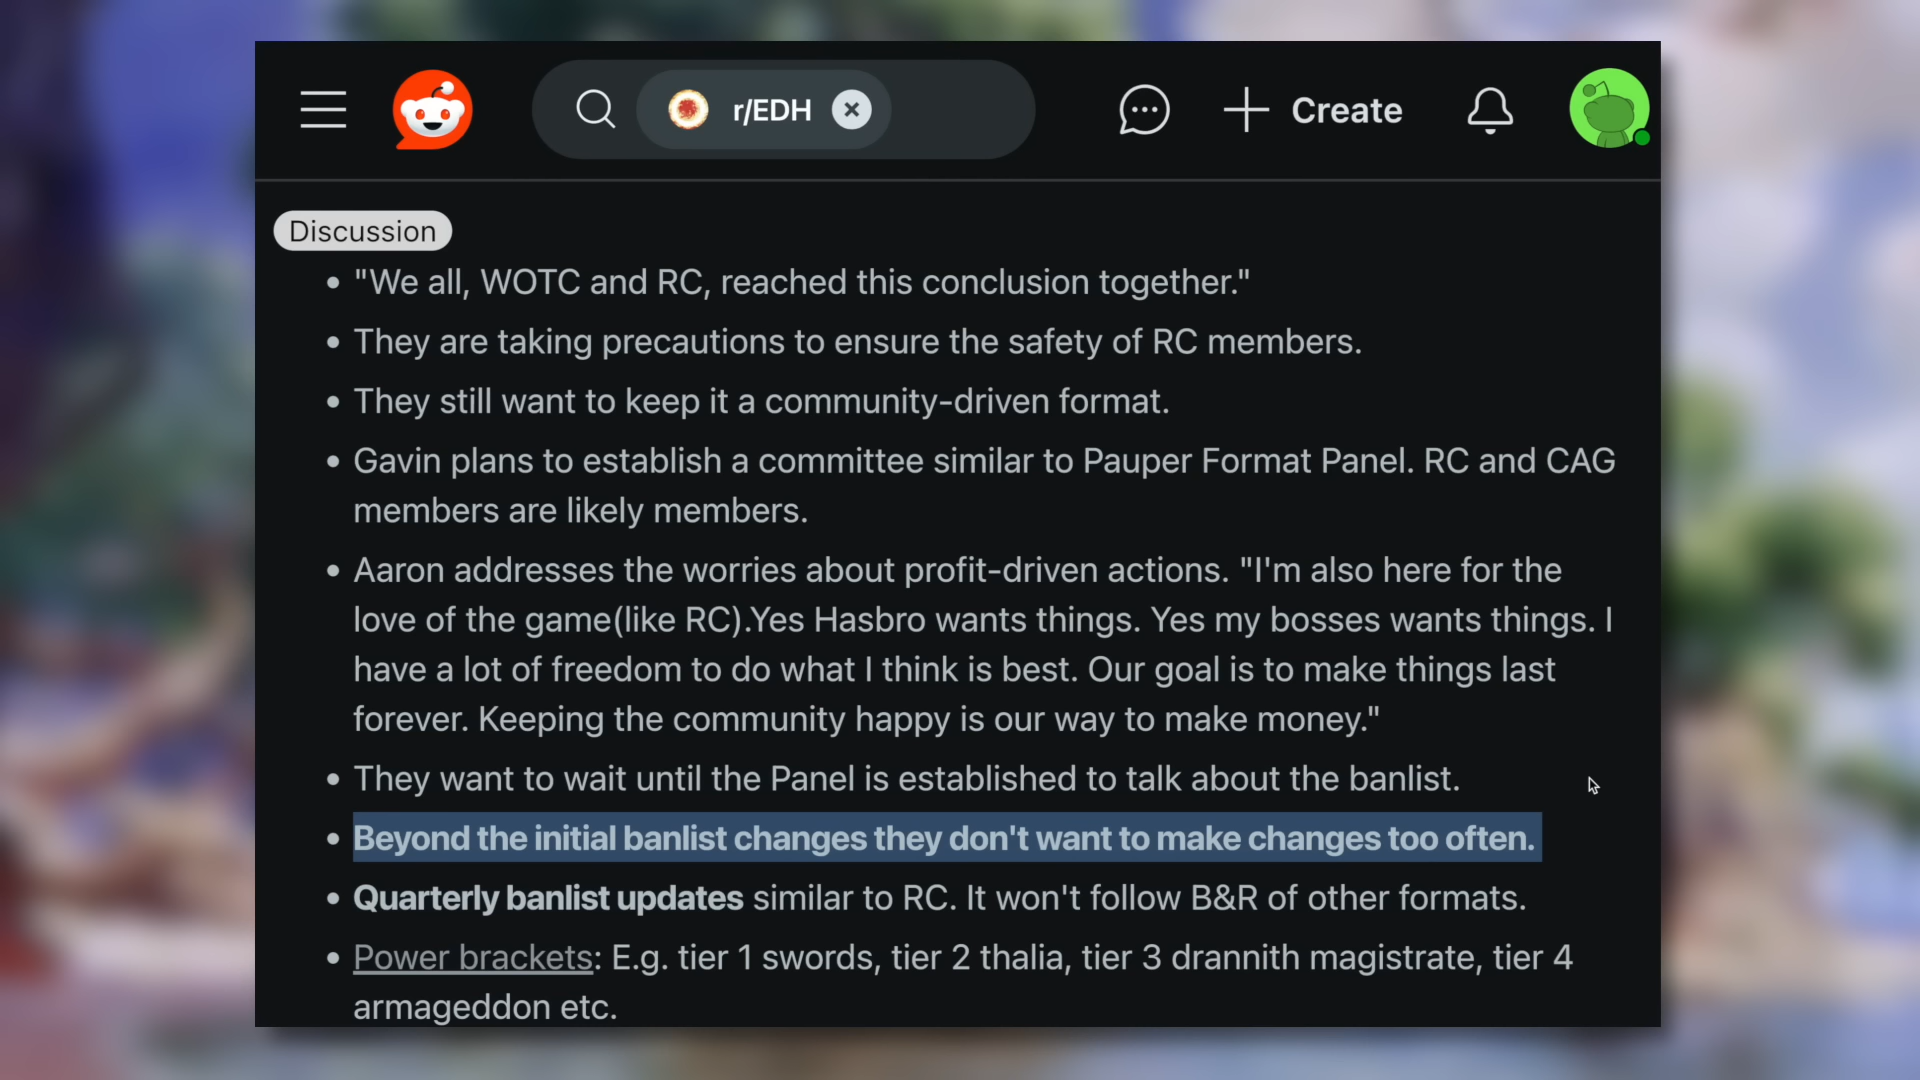 r/EDH
Create
Discussion
• "We all, WOTC and RC, reached this conclusion together."
• They are taking precautions to ensure the safety of RC members.
• They still want to keep it a community-driven format.
• Gavin plans to establish a committee similar to Pauper Format Panel. RC and CAG
members are likely members.
• Aaron addresses the worries about profit-driven actions. "I'm also here for the
love of the game(like RC).Yes Hasbro wants things. Yes my bosses wants things. I
have a lot of freedom to do what I think is best. Our goal is to make things last
forever. Keeping the community happy is our way to make money."
• They want to wait until the Panel is established to talk about the banlist.
• Beyond the initial banlist changes they don't want to make changes too often.
• Quarterly banlist updates similar to RC. It won't follow B&R of other formats.
• Power brackets: E.g. tier 1 swords, tier 2 thalia, tier 3 drannith magistrate, tier 4
armageddon etc.